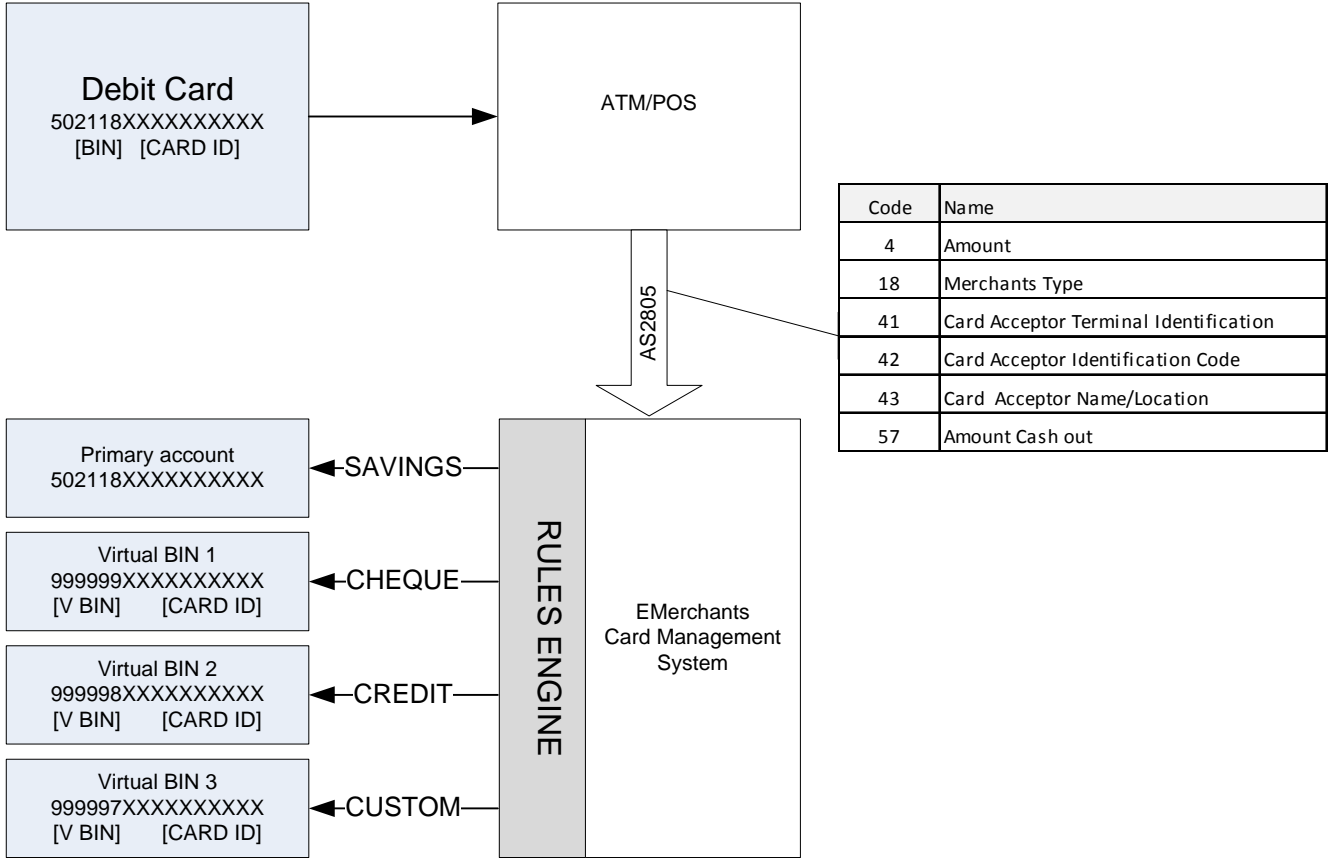 Debit Card
502118XXXXXXXXXX
[BIN] [CARD ID]
ATM/POS
AS2805
Code Name
4 Amount
18 Merchants Type
41 Card Acceptor Terminal Identification
42 Card Acceptor Identification Code
43 Card Acceptor Name/Location
57 Amount Cash out
Primary account
502118XXXXXXXXXX
SAVINGS
Virtual BIN 1
999999XXXXXXXXXX
[V BIN] [CARD ID]
CHEQUE
Virtual BIN 2
999998XXXXXXXXXX
[V BIN] [CARD ID]
CREDIT
Virtual BIN 3
999997XXXXXXXXXX
[V BIN] [CARD ID]
CUSTOM
RULES ENGINE
EMerchants
Card Management
System